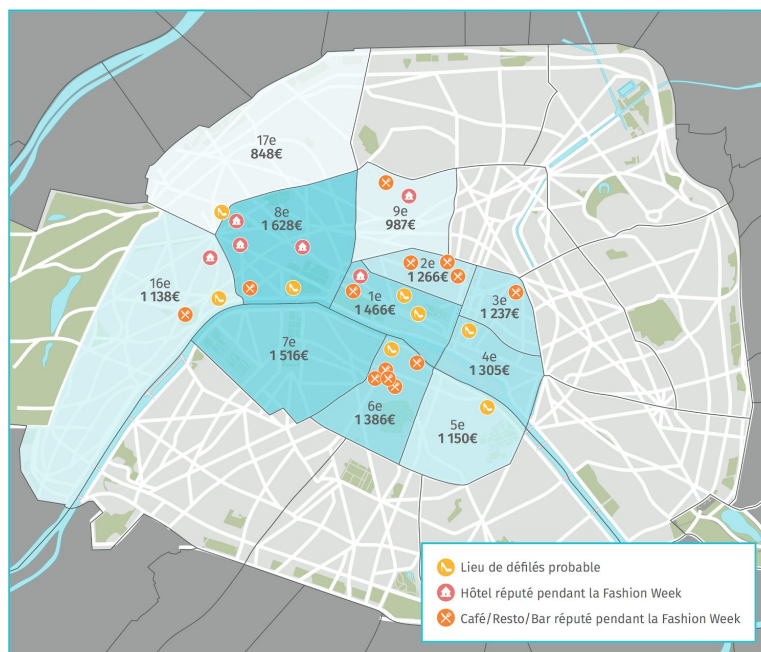 17e
848€
8e
1 628€
9e
987€
2e
1 266€
16e
1 138€
1e
1 466€
3e
1 237€
7e
1 516€
4e
1 305€
6e
1 386€
5e
1 150€
Lieu de défilés probable
Hôtel réputé pendant la Fashion Week
Café/Resto/Bar réputé pendant la Fashion Week